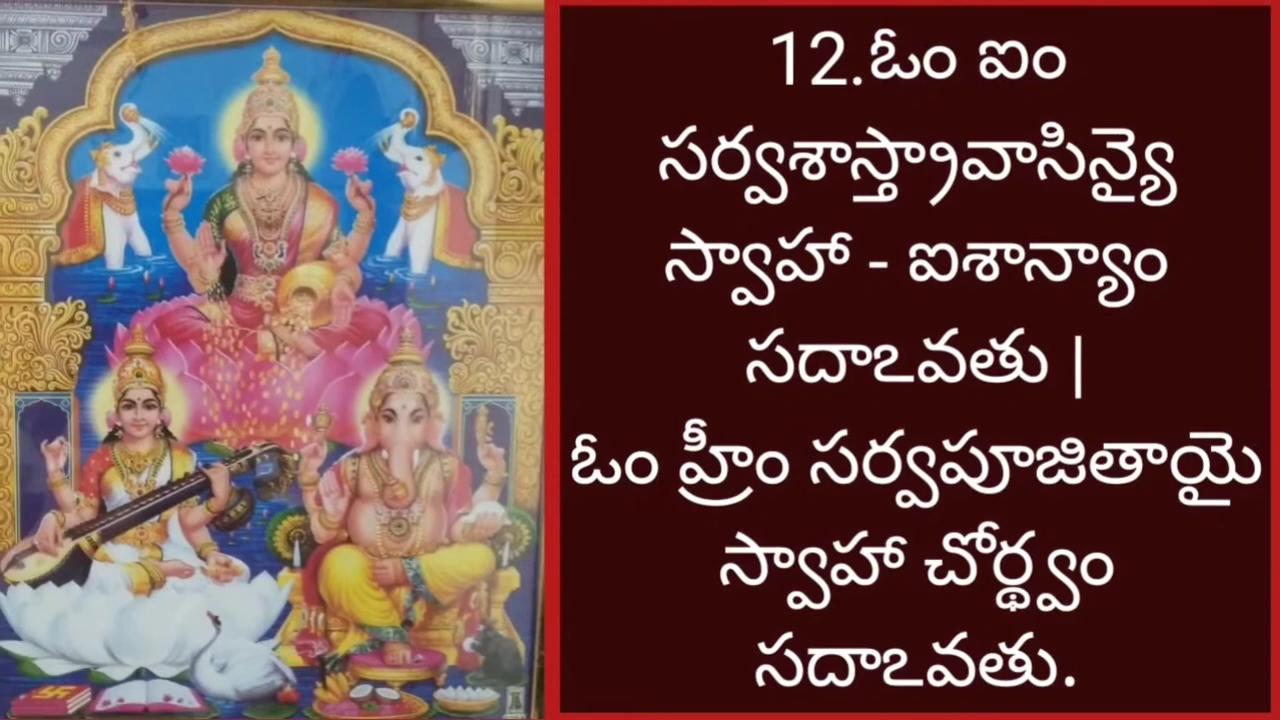 12.ఓం ఐం
సర్వశాస్త్రావాసిన్యై
స్వాహా - ఐశాన్యాం
సదాఽవతు |
ఓం హ్రీం సర్వపూజితాయై
స్వాహా చోర్థ్వం
సదాఽవతు.